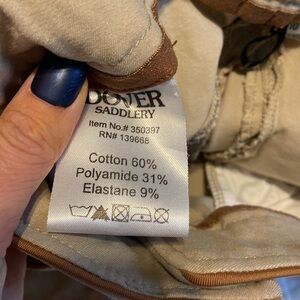 DOVER
SADDLERY
Item No.# 350397
RN# 139668
Cotton 60%
Polyamide 31%
Elastane 9%